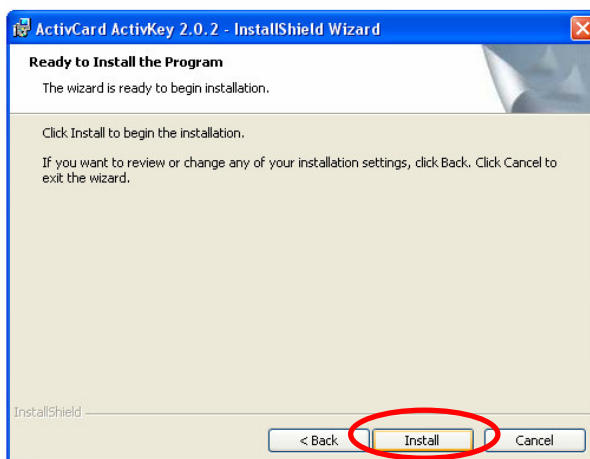 ActivCard ActivKey 2.0.2 - InstallShield Wizard
Ready to Install the Program
The wizard is ready to begin installation.
Click Install to begin the installation.
If you want to review or change any of your installation settings, click Back. Click Cancel to
exit the wizard.
InstallShield
< Back
Install
Cancel